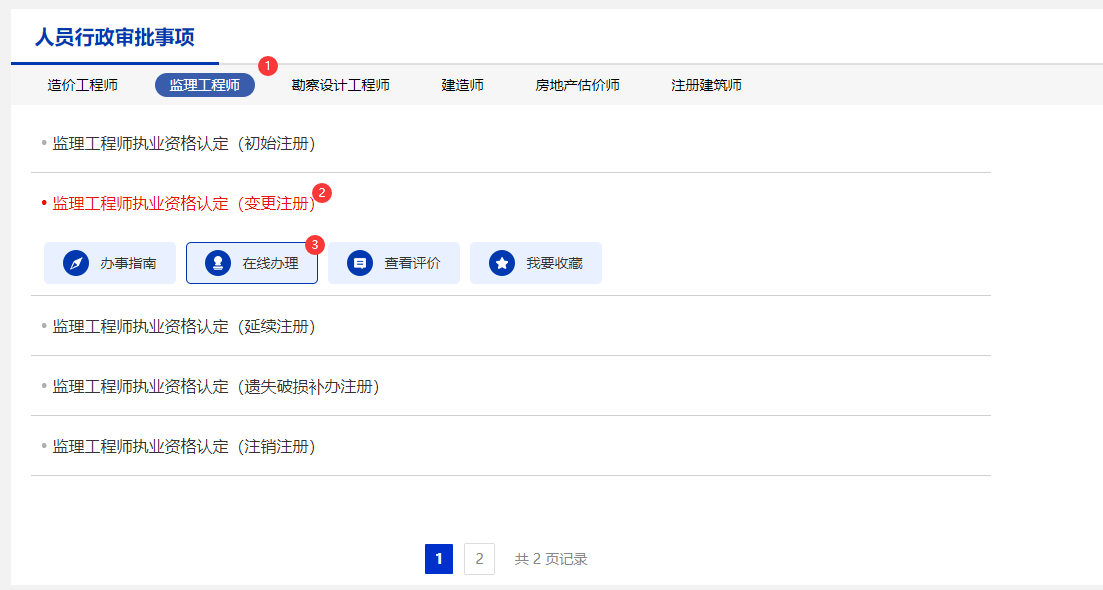 人员行政审批事项
1
造价工程师 监理工程师 勘察设计工程师 建造师 房地产估价师 注册建筑师
监理工程师执业资格认定（初始注册）
监理工程师执业资格认定（变更注册）2
办事指南 在线办理 3 查看评价 我要收藏
监理工程师执业资格认定（延续注册）
监理工程师执业资格认定（遗失破损补办注册）
监理工程师执业资格认定（注销注册）
1 2 共 2 页记录